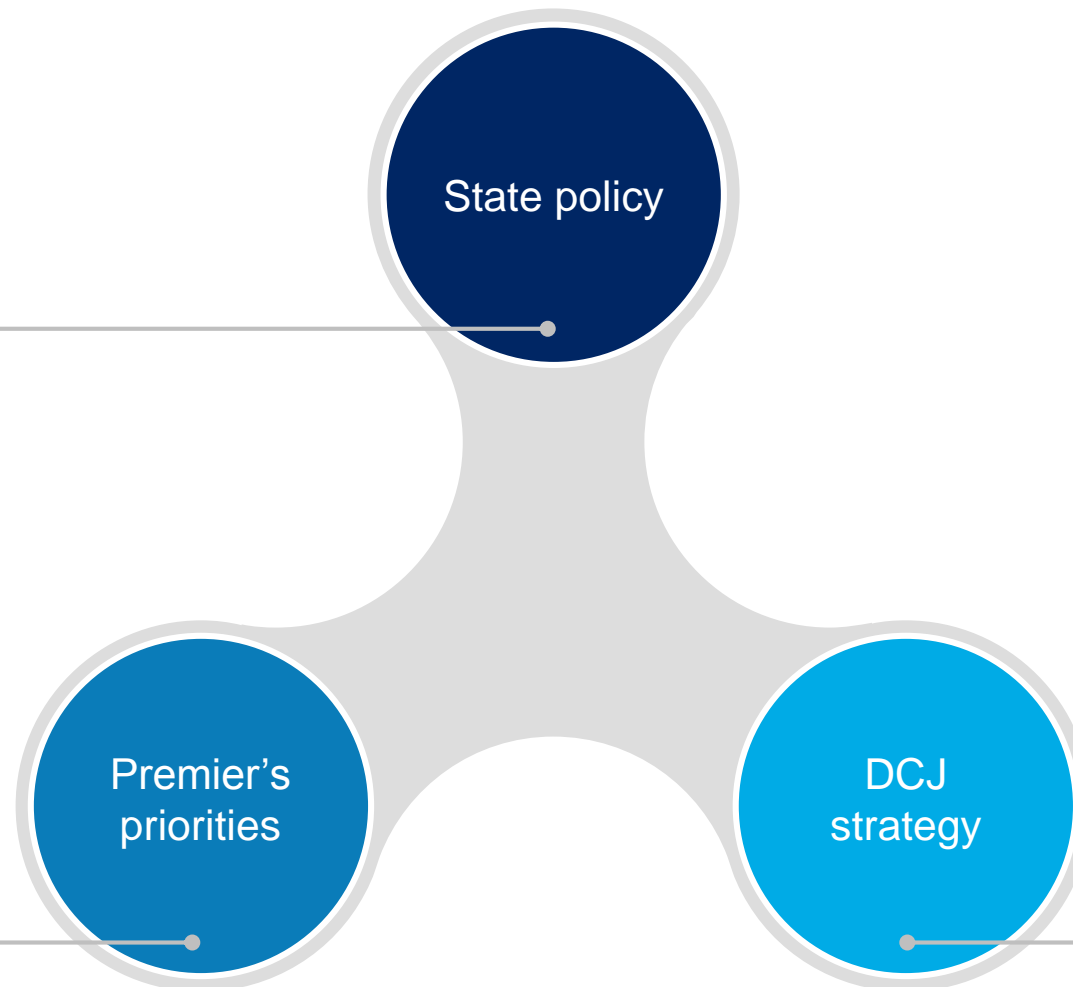 State policy
Premier’s
priorities
DCJ
strategy